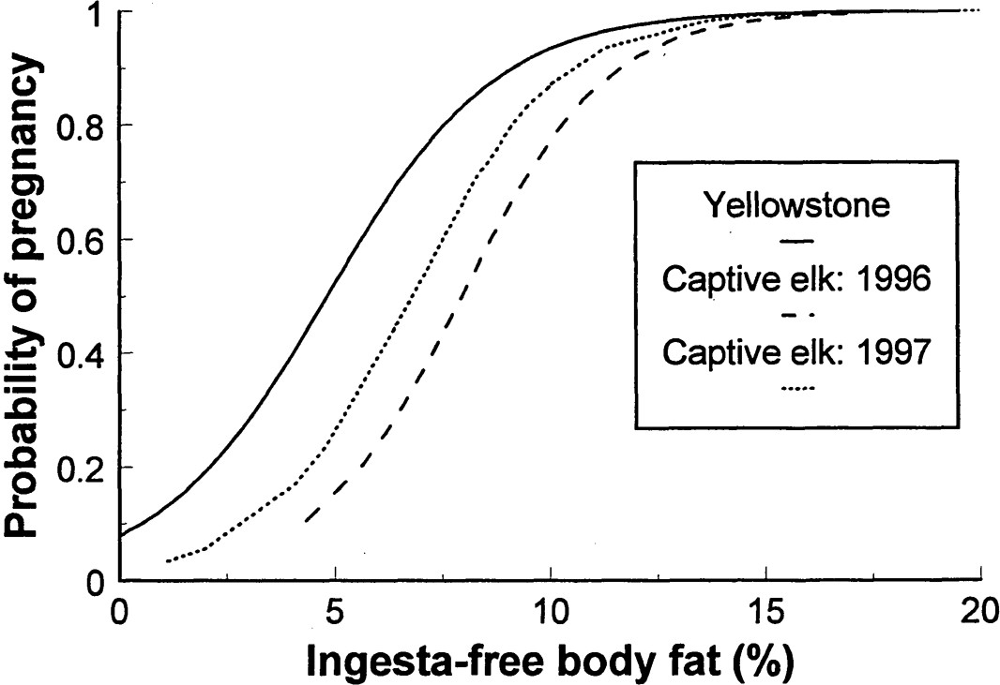 Probability of pregnancy
1
0.8
0.6
0.4
0.2
0
0 5 10 15 20
Ingesta-free body fat (%)
Yellowstone
Captive elk: 1996
Captive elk: 1997